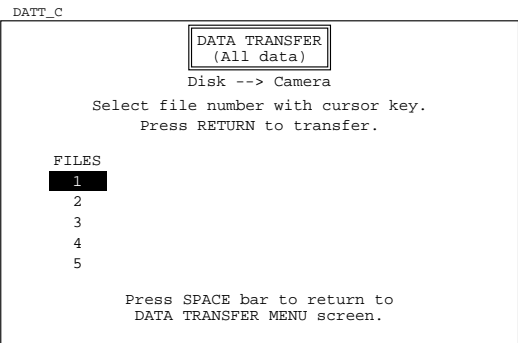 DATT_C
DATA TRANSFER
(All data)
Disk --> Camera
Select file number with cursor key.
Press RETURN to transfer.
FILES
1
2
3
4
5
Press SPACE bar to return to
DATA TRANSFER MENU screen.